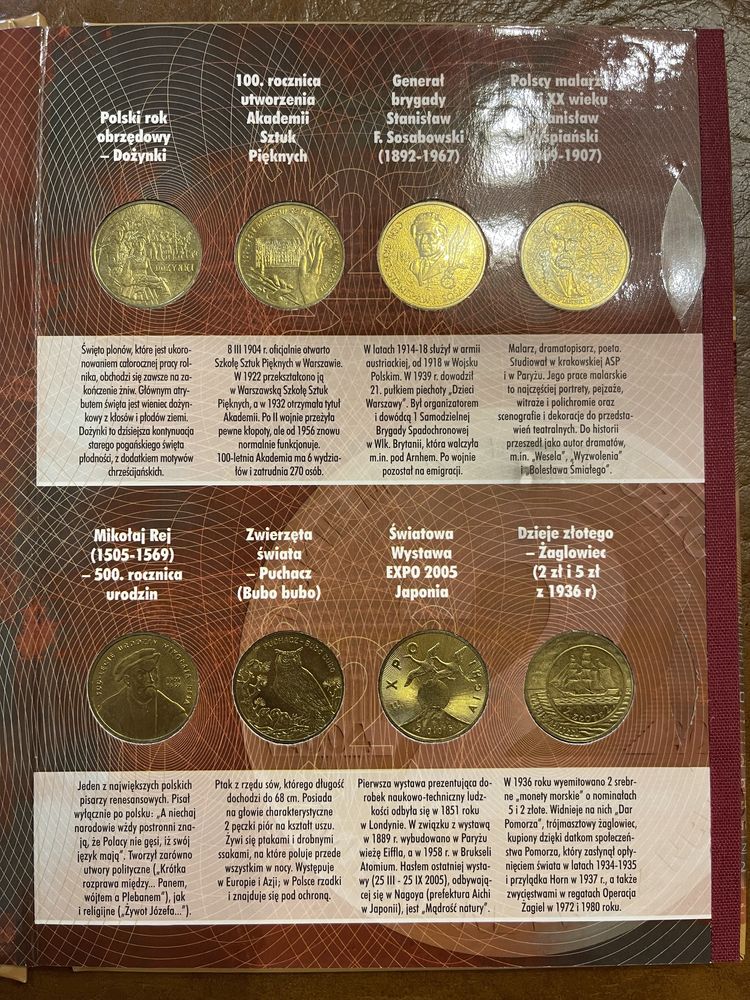 Polski rok
obrzędowy
– Dożynki
100. rocznica
utworzenia
Akademii
Sztuk
Pięknych
Generał
brygady
Stanisław
F. Sosabowski
(1892-1967)
Polscy malarz
XX wieku
anisław
yspiański
9-1907)
Święto plonów, które jest ukoro-
nowaniem całorocznej pracy rol-
nika, obchodzi się zawsze na za-
kończenie żniw. Głównym atry-
butem święta jest wieniec dożyn-
kowy z kłosów i płodów ziemi.
Dożynki to dzisiejsza kontynuacja
starego pogańskiego święta
płodności, z dodatkiem motywów
chrześcijańskich.
8 III 1904 r. oficjalnie otwarto
Szkołę Sztuk Pięknych w Warszawie.
W 1922 przekształcono ją
w Warszawską Szkołę Sztuk
Pięknych, a w 1932 otrzymała tytuł
Akademii. Po II wojnie przeżyła
pewne kłopoty, ale od 1956 znowu
normalnie funkcjonuje.
100-letnia Akademia ma 6 wydzia-
łów i zatrudnia 270 osób.
W latach 1914-18 służył w armii
austriackiej, od 1918 w Wojsku
Polskim. W 1939 r. dowodził
21. pułkiem piechoty „Dzieci
Warszawy". Był organizatorem
i dowódcą 1 Samodzielnej
Brygady Spadochronowej
w Wlk. Brytanii, która walczyła
m.in. pod Arnhem. Po wojnie
pozostał na emigracji.
Malarz, dramatopisarz, poeta.
Studiował w krakowskiej ASP
i w Paryżu. Jego prace malarskie
to najczęściej portrety, pejzaże,
witraże i polichromie oraz
scenografie i dekoracje do przedsta-
wień teatralnych. Do historii
przeszedł jako autor dramatów,
m.in. „Wesela", „Wyzwolenia"
i „Bolesława Śmiałego".
Mikołaj Rej
(1505-1569)
– 500. rocznica
urodzin
Zwierzęta
świata
– Puchacz
(Bubo bubo)
Światowa
Wystawa
EXPO 2005
Japonia
Dzieje złotego
– Żaglowiec
(2 zł i 5 zł
z 1936 r)
PUCHACZ - BUBO BUBO
EXPO
AICHI
2005
Jeden z największych polskich
pisarzy renesansowych. Pisał
wyłącznie po polsku: „A niechaj
narodowie wżdy postronni zna-
ją, że Polacy nie gęsi, iż swój
język mają". Tworzył zarówno
utwory polityczne („Krótka
rozprawa między... Panem,
wójtem a Plebanem"), jak
i religijne („Żywot Józefa...").
Ptak z rzędu sów, którego długość
dochodzi do 68 cm. Posiada
na głowie charakterystyczne
2 pęczki piór na kształt uszu.
Żywi się ptakami i drobnymi
ssakami, na które poluje przede
wszystkim w nocy. Występuje
w Europie i Azji; w Polsce rzadki
i znajduje się pod ochroną.
Pierwsza wystawa prezentująca do-
robek naukowo-techniczny ludz-
kości odbyła się w 1851 roku
w Londynie. W związku z wystawą
w 1889 r. wybudowano w Paryżu
wieżę Eiffla, a w 1958 r. w Brukseli
Atomium. Hasłem ostatniej wysta-
wy (25 III - 25 IX 2005), odbywają-
cej się w Nagoya (prefektura Aichi
w Japonii), jest „Mądrość natury".
W 1936 roku wyemitowano 2 srebr-
ne „monety morskie" o nominałach
5 i 2 złote. Widnieje na nich „Dar
Pomorza", trójmasztowy żaglowiec,
kupiony dzięki datkom społeczeń-
stwa Pomorza, który zasłynął opły-
nięciem świata w latach 1934-1935
i przylądka Horn w 1937 r., a także
zwycięstwami w regatach Operacja
Żagiel w 1972 i 1980 roku.